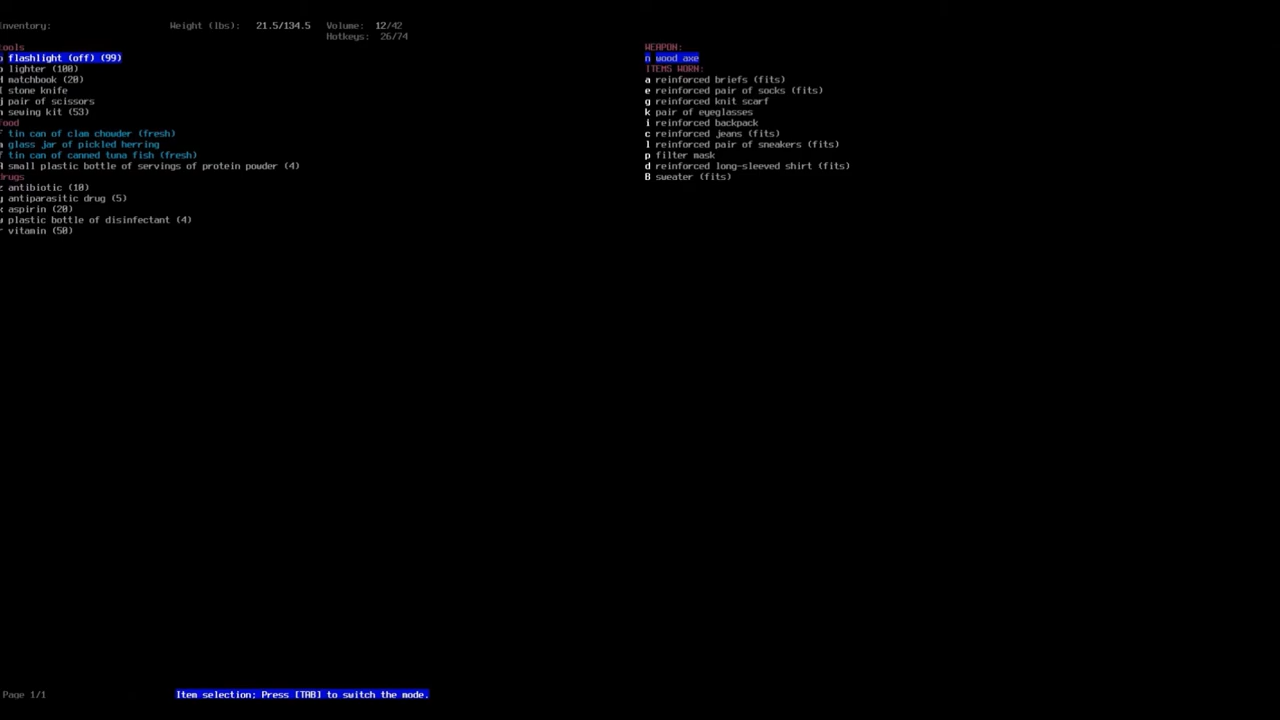 Inventory: Weight (lbs): 21.5/134.5 Volume: 12/42
Hotkeys: 26/74
tools
flashlight (off) (99)
lighter (100)
matchbook (20)
stone knife
j pair of scissors
sewing kit (53)
food
tin can of clam chowder (fresh)
glass jar of pickled herring
tin can of canned tuna fish (fresh)
small plastic bottle of servings of protein powder (4)
drugs
z antibiotic (10)
y antiparasitic drug (5)
x aspirin (20)
w plastic bottle of disinfectant (4)
r vitamin (50)
WEAPON:
n wood axe
ITEMS WORN:
a reinforced briefs (fits)
e reinforced pair of socks (fits)
g reinforced knit scarf
k pair of eyeglasses
i reinforced backpack
c reinforced jeans (fits)
l reinforced pair of sneakers (fits)
p filter mask
d reinforced long-sleeved shirt (fits)
B sweater (fits)
Page 1/1 Item selection; Press [TAB] to switch the mode.